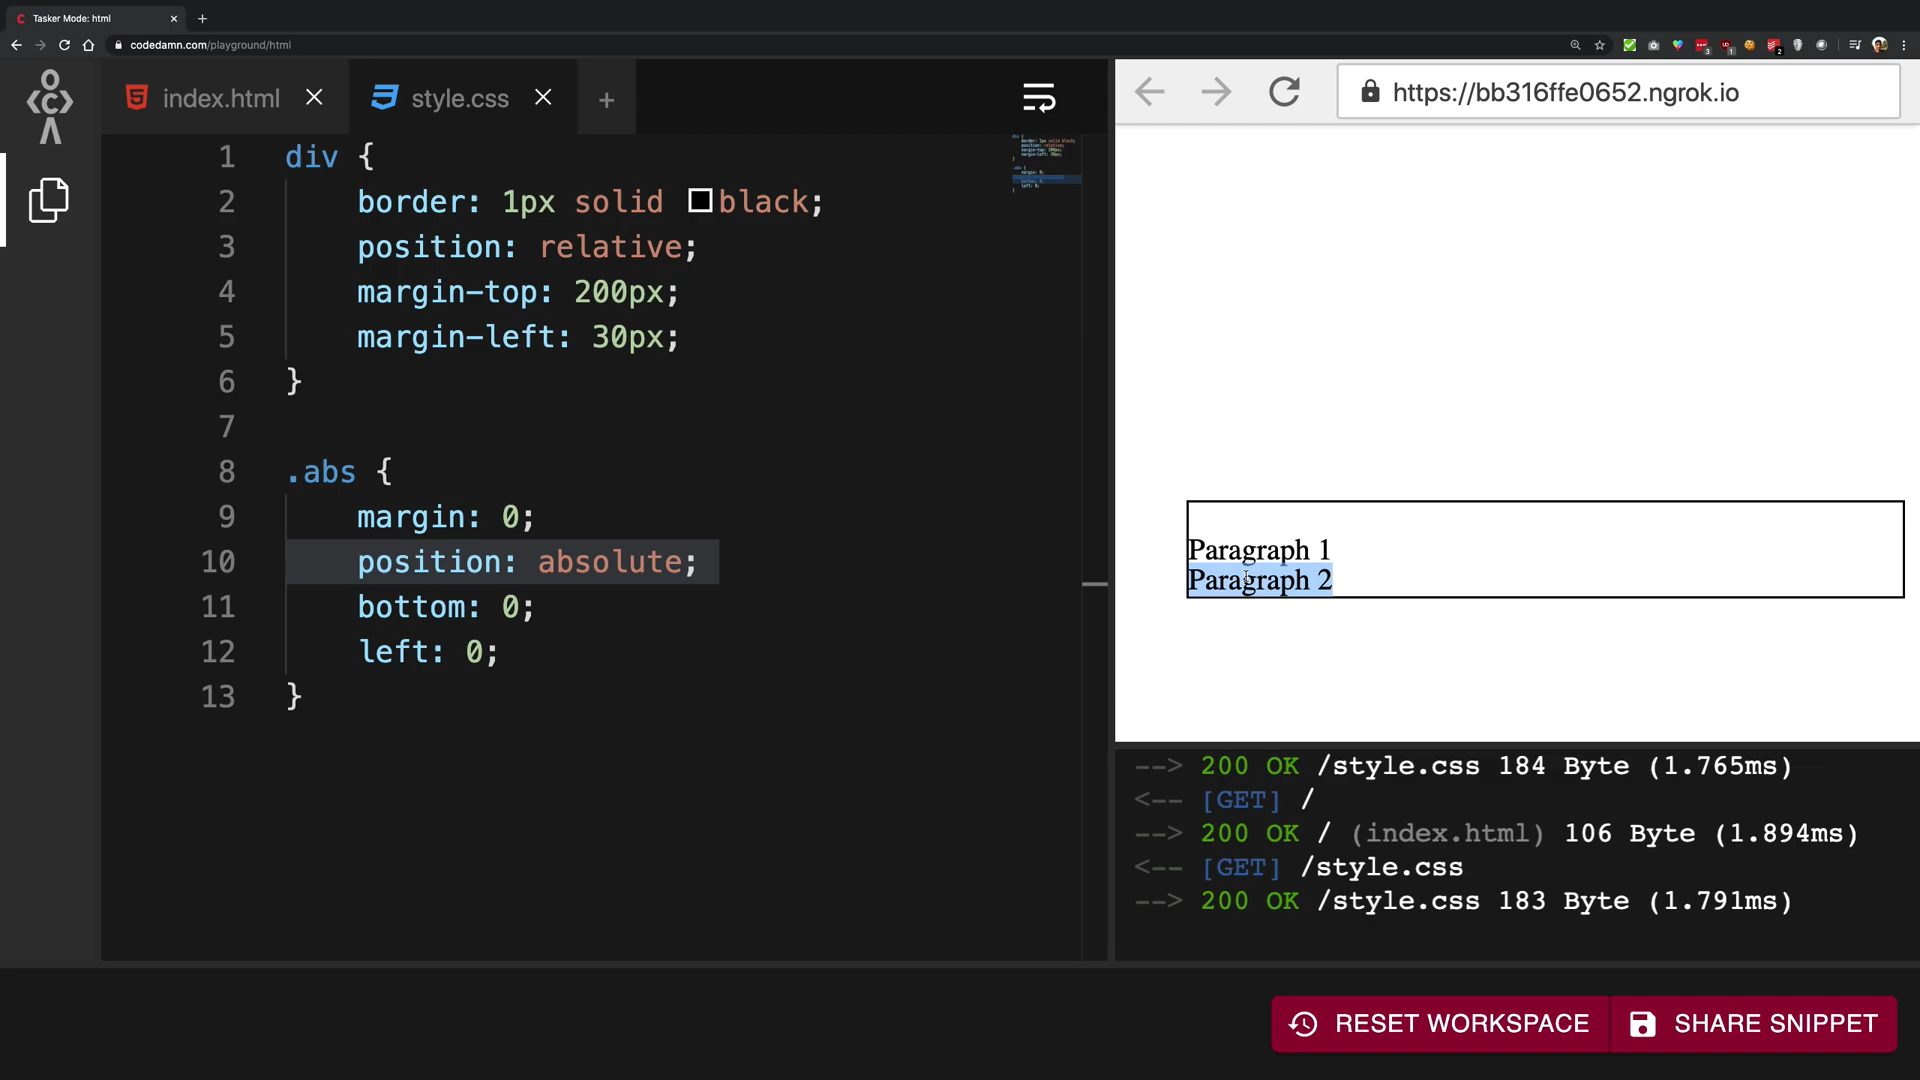 Tasker Mode: html
codedamn.com/playground/html
index.html
style.css
https://bb316ffe0652.ngrok.io
1 div {
2 border: 1px solid black;
3 position: relative;
4 margin-top: 200px;
5 margin-left: 30px;
6 }
7
8 .abs {
9 margin: 0;
10 position: absolute;
11 bottom: 0;
12 left: 0;
13 }
Paragraph 1
Paragraph 2
--> 200 OK /style.css 184 Byte (1.765ms)
<-- [GET] /
--> 200 OK / (index.html) 106 Byte (1.894ms)
<-- [GET] /style.css
--> 200 OK /style.css 183 Byte (1.791ms)
RESET WORKSPACE
SHARE SNIPPET